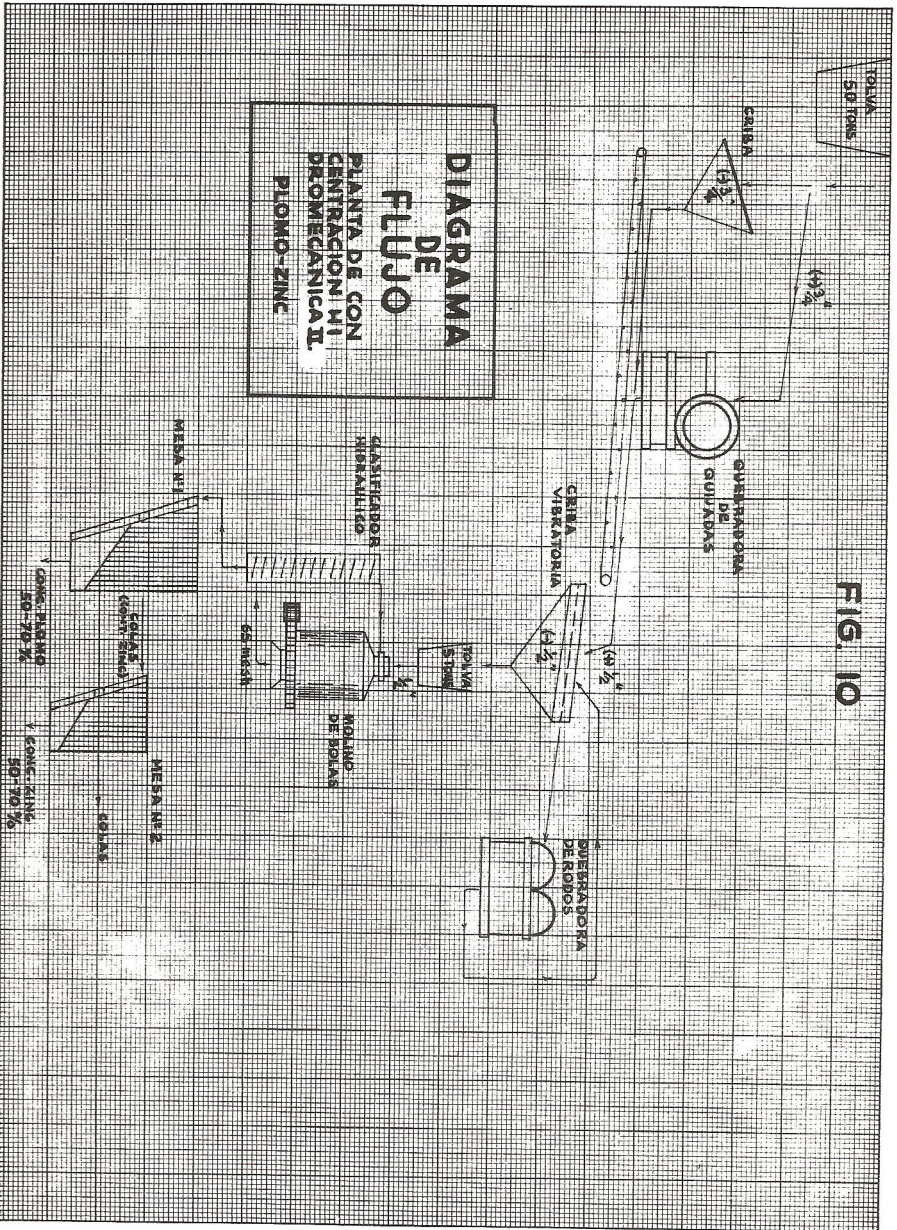 FIG. 10
TOLVA
50 TONS
(+) 3/4"
CRIBA
(-) 3/4"
QUEBRADORA
DE
QUIJADAS
CRIBA
VIBRATORIA
(+) 1/2"
(-) 1/2"
QUEBRADORA
DE RODOS
TOLVA
5 TONS
1/2"
MOLINO
DE BOLAS
65 mesh
CLASIFICADOR
HIDRAULICO
MESA Nº 1
COLAS
(CONT. ZINC)
CONC. PLOMO
50-70%
MESA Nº 2
COLAS
CONC. ZINC
50-70%
DIAGRAMA
DE
FLUJO
PLANTA DE CON
CENTRACION HI
DROMECANICA II.
PLOMO-ZINC